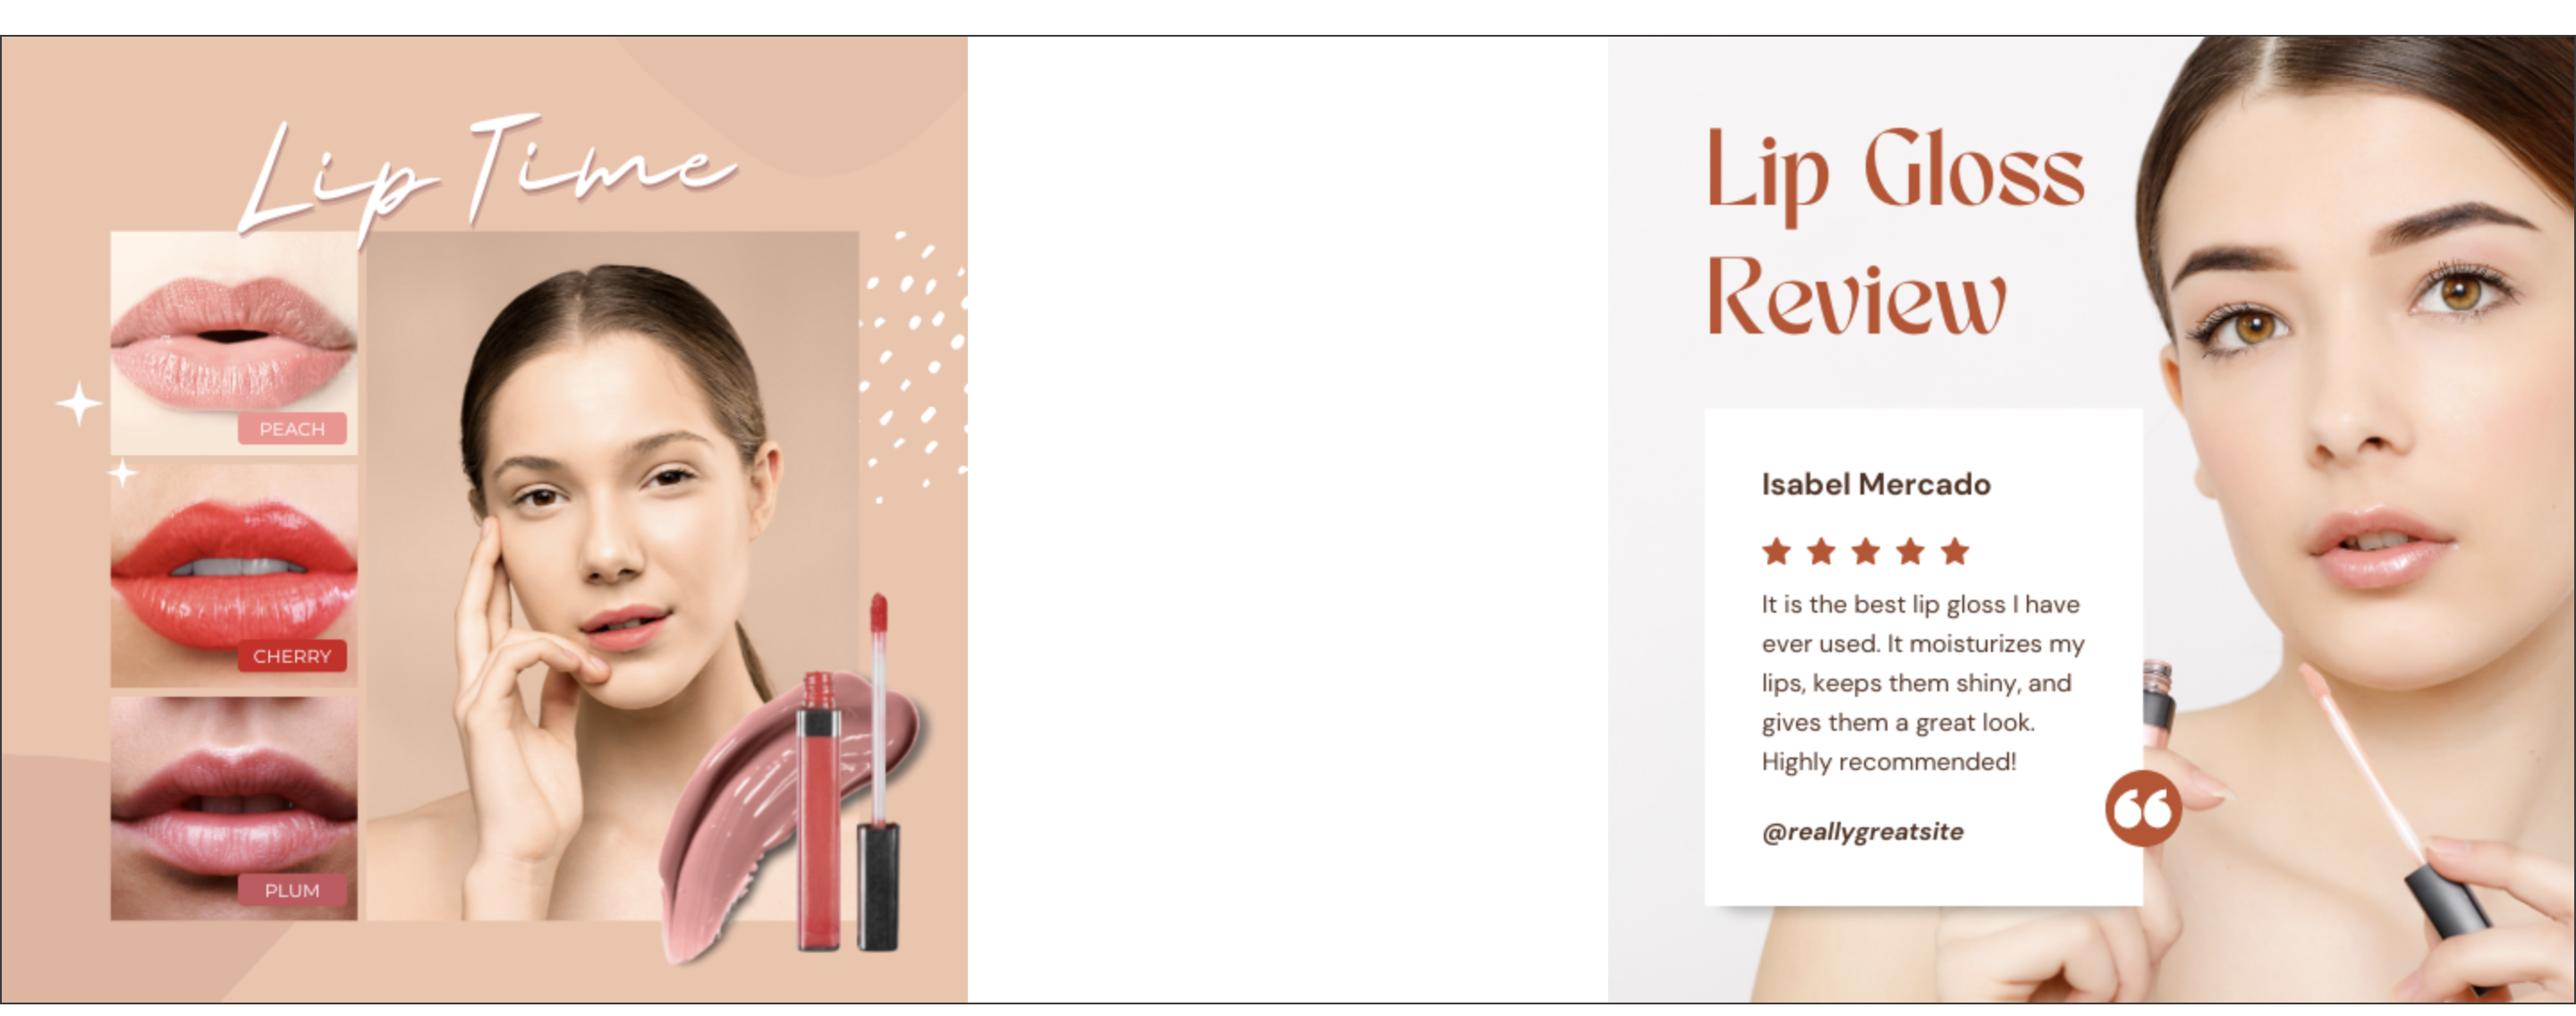 Lip Time
PEACH
CHERRY
PLUM
Lip Gloss
Review
Isabel Mercado
It is the best lip gloss I have
ever used. It moisturizes my
lips, keeps them shiny, and
gives them a great look.
Highly recommended!
@reallygreatsite